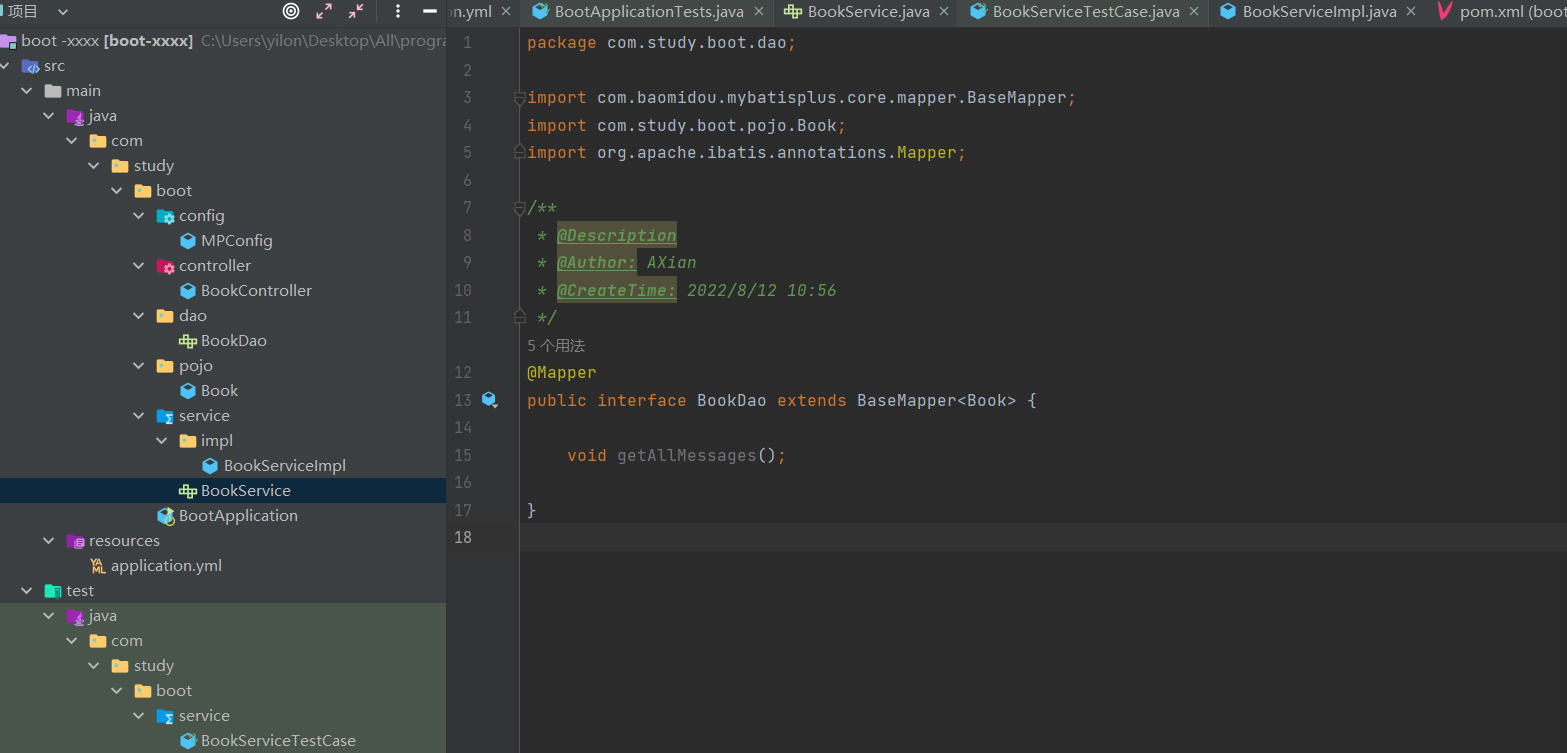 项目
boot -xxxx [boot-xxxx] C:\Users\yilon\Desktop\All\progra
src
main
java
com
study
boot
config
MPConfig
controller
BookController
dao
BookDao
pojo
Book
service
impl
BookServiceImpl
BookService
BootApplication
resources
application.yml
test
java
com
study
boot
service
BookServiceTestCase
n.yml BootApplicationTests.java BookService.java BookServiceTestCase.java BookServiceImpl.java pom.xml (boot
1 package com.study.boot.dao;
2
3 import com.baomidou.mybatisplus.core.mapper.BaseMapper;
4 import com.study.boot.pojo.Book;
5 import org.apache.ibatis.annotations.Mapper;
6
7 /**
8 * @Description
9 * @Author: AXian
10 * @CreateTime: 2022/8/12 10:56
11 */
5 个用法
12 @Mapper
13 public interface BookDao extends BaseMapper<Book> {
14
15 void getAllMessages();
16
17 }
18